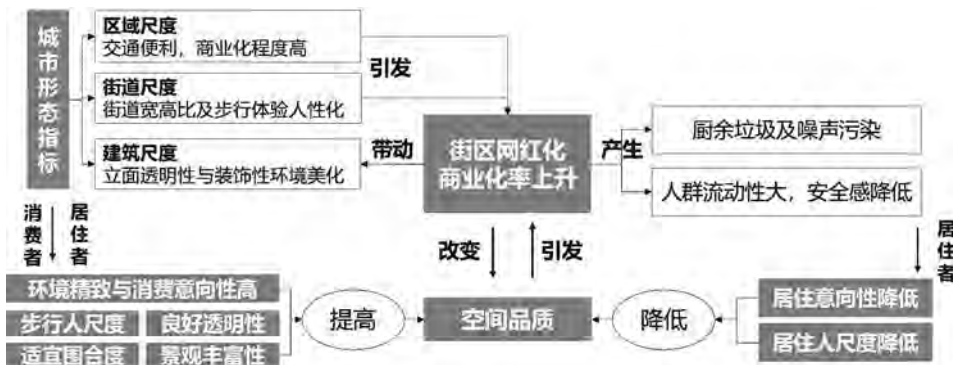 城市形态指标
区域尺度
交通便利，商业化程度高
街道尺度
街道宽高比及步行体验人性化
建筑尺度
立面透明性与装饰性环境美化
引发
带动
街区网红化
商业化率上升
产生
厨余垃圾及噪声污染
人群流动性大，安全感降低
消费者
居住者
改变
引发
居住者
环境精致与消费意向性高
步行人尺度
良好透明性
适宜围合度
景观丰富性
提高
空间品质
降低
居住意向性降低
居住人尺度降低